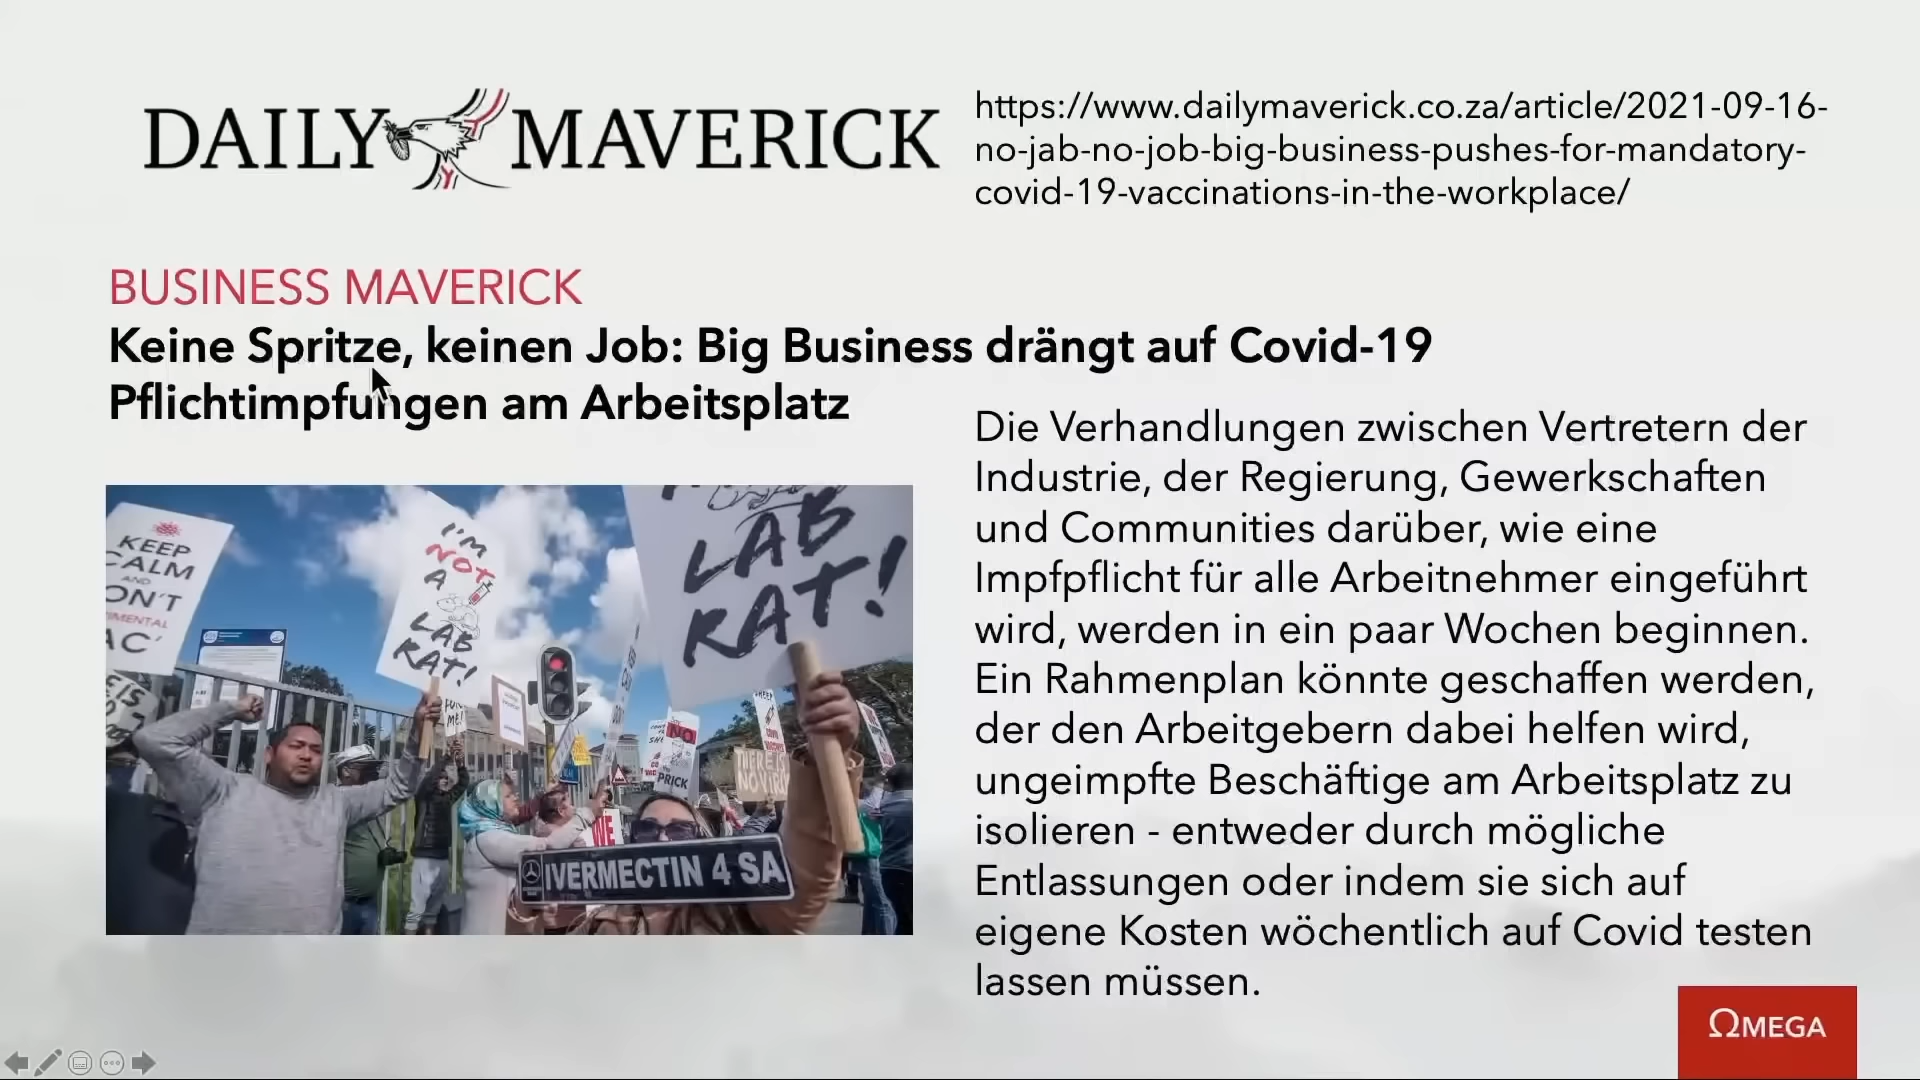 DAILY MAVERICK
https://www.dailymaverick.co.za/article/2021-09-16-
no-jab-no-job-big-business-pushes-for-mandatory-
covid-19-vaccinations-in-the-workplace/
BUSINESS MAVERICK
Keine Spritze, keinen Job: Big Business drängt auf Covid-19
Pflichtimpfungen am Arbeitsplatz
Die Verhandlungen zwischen Vertretern der
Industrie, der Regierung, Gewerkschaften
und Communities darüber, wie eine
Impfpflicht für alle Arbeitnehmer eingeführt
wird, werden in ein paar Wochen beginnen.
Ein Rahmenplan könnte geschaffen werden,
der den Arbeitgebern dabei helfen wird,
ungeimpfte Beschäftige am Arbeitsplatz zu
isolieren - entweder durch mögliche
Entlassungen oder indem sie sich auf
eigene Kosten wöchentlich auf Covid testen
lassen müssen.
KEEP
CALM
AND
I'M
NOT
A
LAB
RAT!
LAB
RAT!
NO!
PRICK
THERE IS
IVERMECTIN 4 SA
ΩMEGA